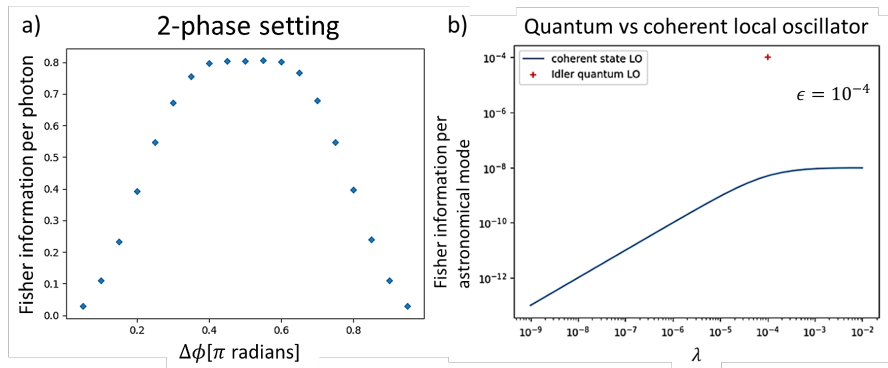 a)
2-phase setting
Fisher information per photon
0.8
0.7
0.6
0.5
0.4
0.3
0.2
0.1
0.0
0.2
0.4
0.6
0.8
Δϕ[π radians]
b)
Quantum vs coherent local oscillator
Fisher information per
astronomical mode
coherent state LO
Idler quantum LO
ϵ = 10⁻⁴
10⁻⁴
10⁻⁶
10⁻⁸
10⁻¹⁰
10⁻¹²
10⁻⁹
10⁻⁸
10⁻⁷
10⁻⁶
10⁻⁵
10⁻⁴
10⁻³
10⁻²
λ